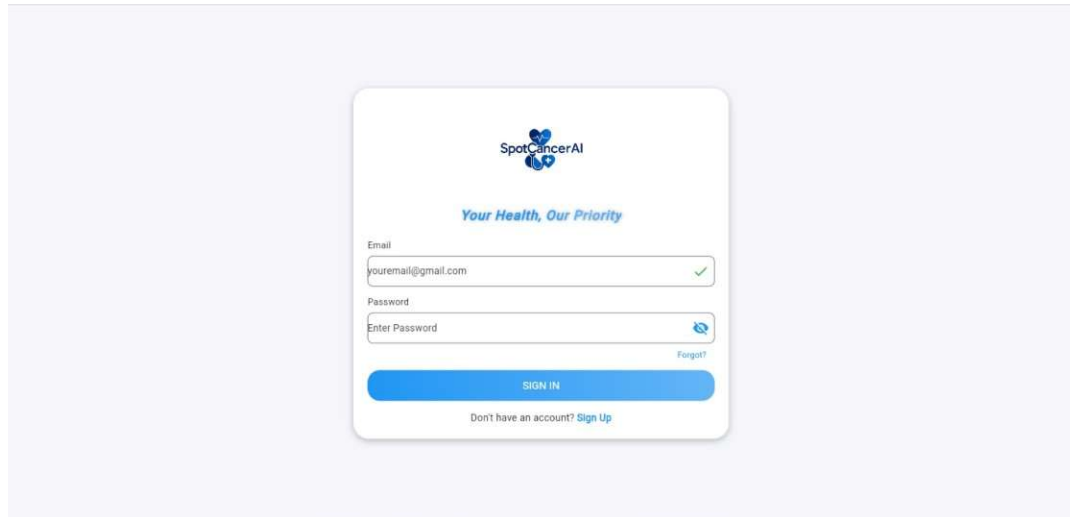 SpotCancerAI
Your Health, Our Priority
Email
youremail@gmail.com
Password
Enter Password
Forgot?
SIGN IN
Don't have an account? Sign Up